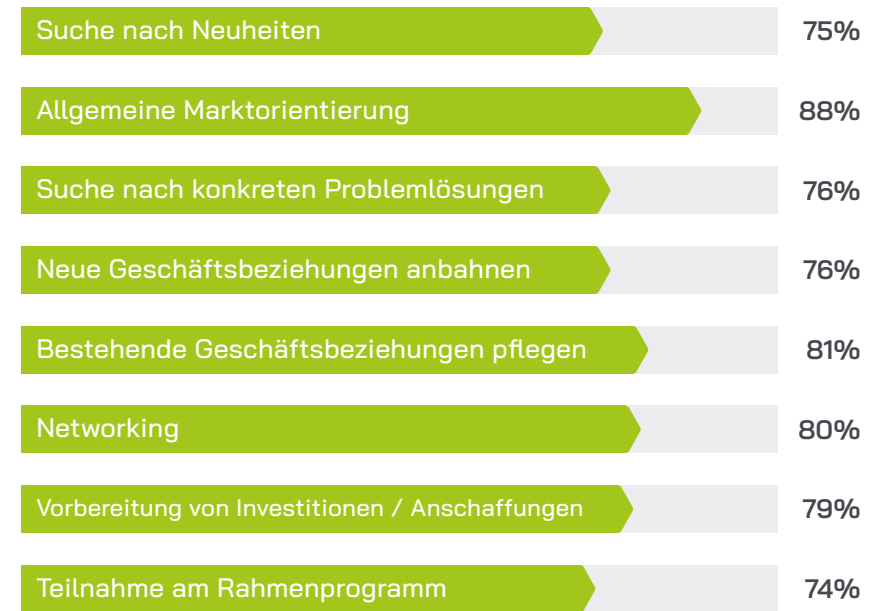 Suche nach Neuheiten 75%
Allgemeine Marktorientierung 88%
Suche nach konkreten Problemlösungen 76%
Neue Geschäftsbeziehungen anbahnen 76%
Bestehende Geschäftsbeziehungen pflegen 81%
Networking 80%
Vorbereitung von Investitionen / Anschaffungen 79%
Teilnahme am Rahmenprogramm 74%